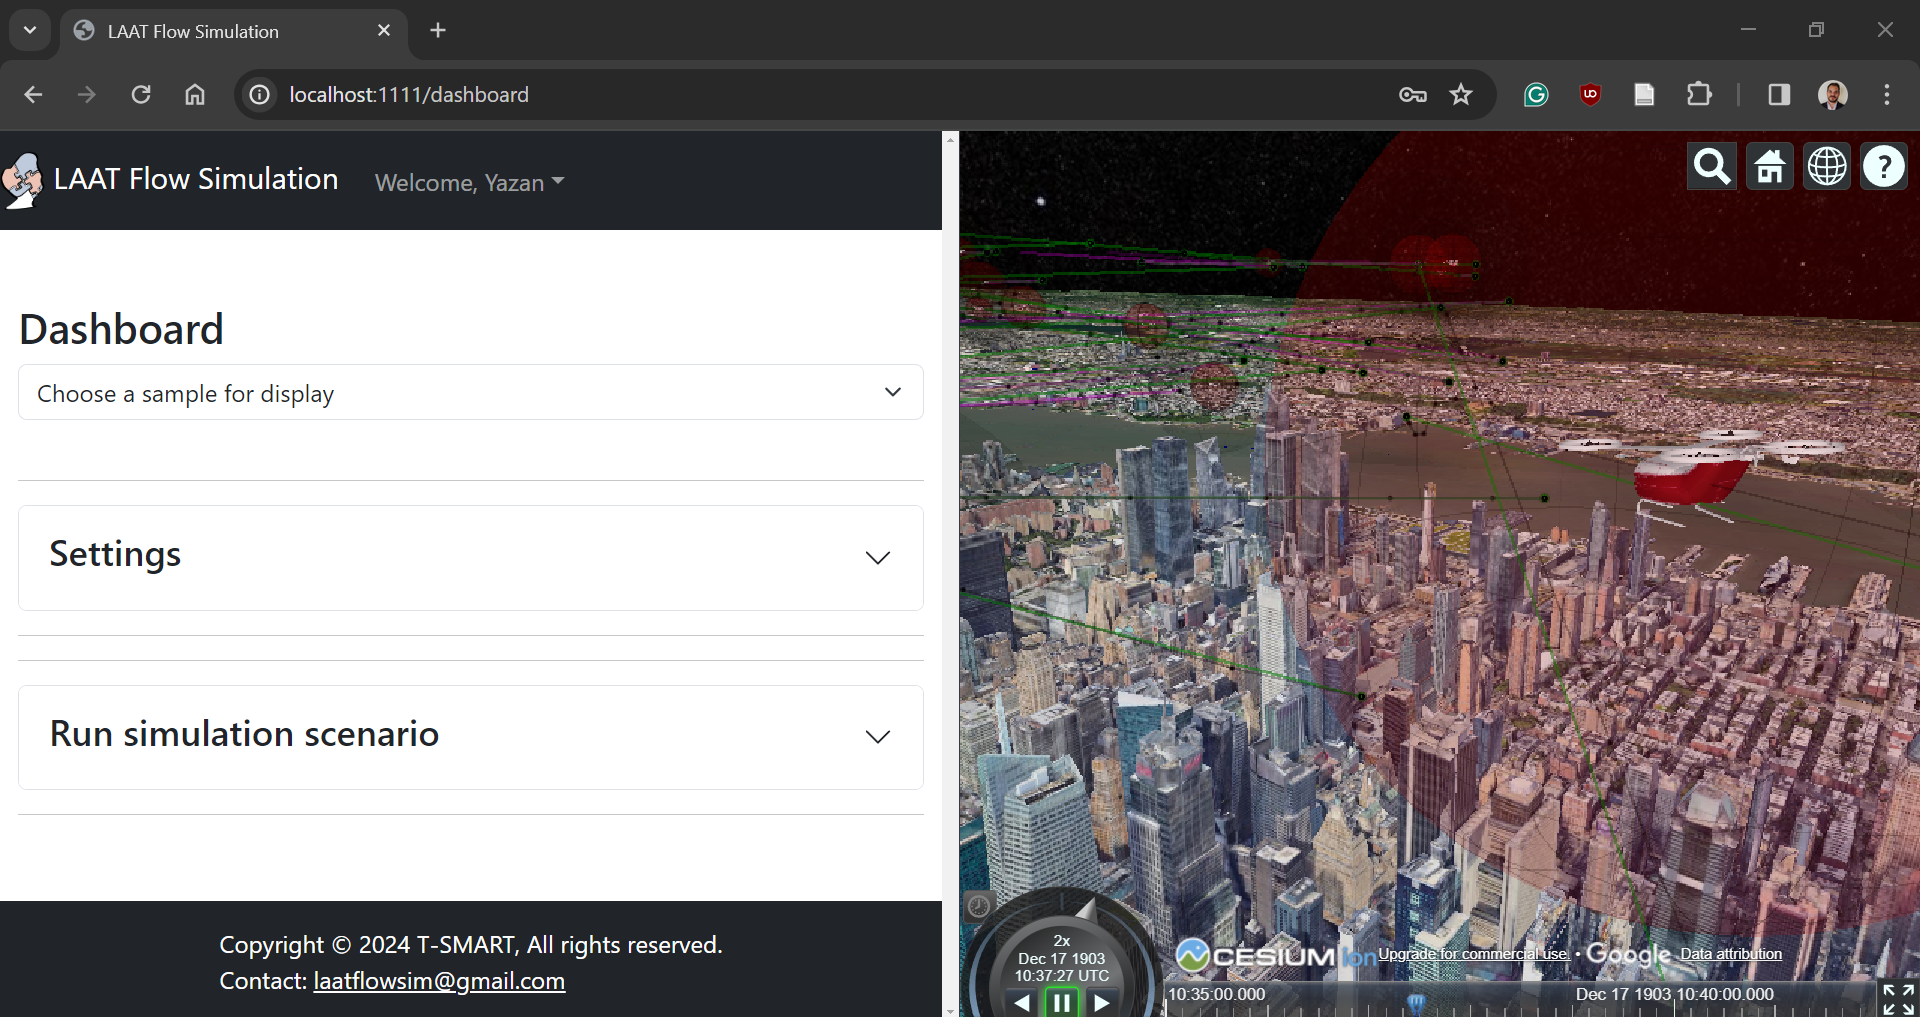 LAAT Flow Simulation
localhost:1111/dashboard
LAAT Flow Simulation
Welcome, Yazan
Dashboard
Choose a sample for display
Settings
Run simulation scenario
Copyright © 2024 T-SMART, All rights reserved.
Contact: laatflowsim@gmail.com
?
2x
Dec 17 1903
10:37:27 UTC
CESIUM ion
Upgrade for commercial use. • Google Data attribution
10:35:00.000
Dec 17 1903 10:40:00.000